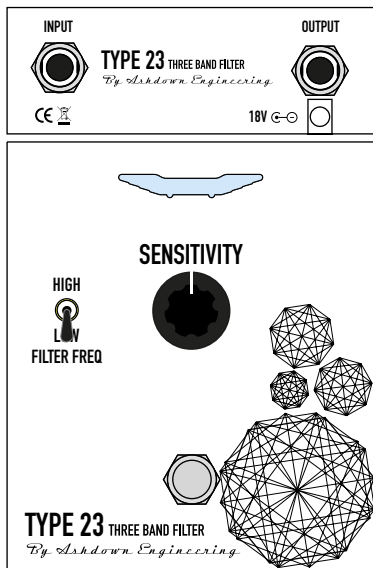 INPUT
OUTPUT
TYPE 23 THREE BAND FILTER
By Ashdown Engineering
CE
18V
SENSITIVITY
HIGH
LOW
FILTER FREQ
TYPE 23 THREE BAND FILTER
By Ashdown Engineering